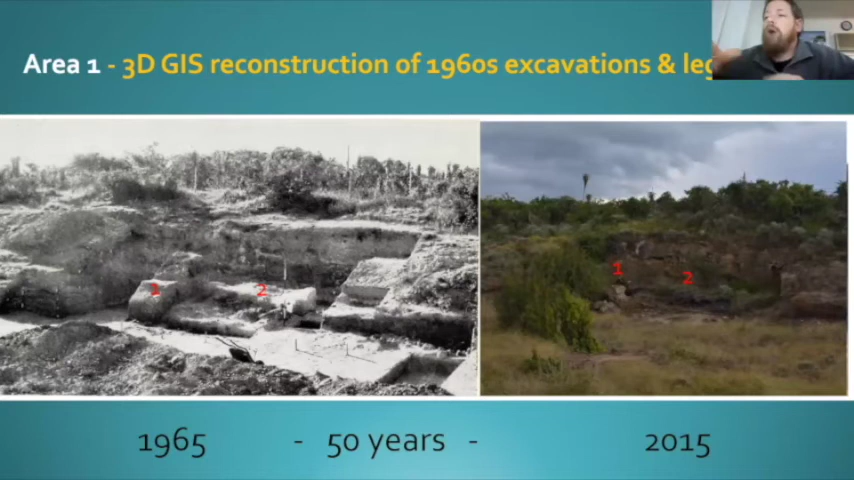 Area 1 - 3D GIS reconstruction of 1960s excavations &
1 2
1 2
1965 - 50 years - 2015